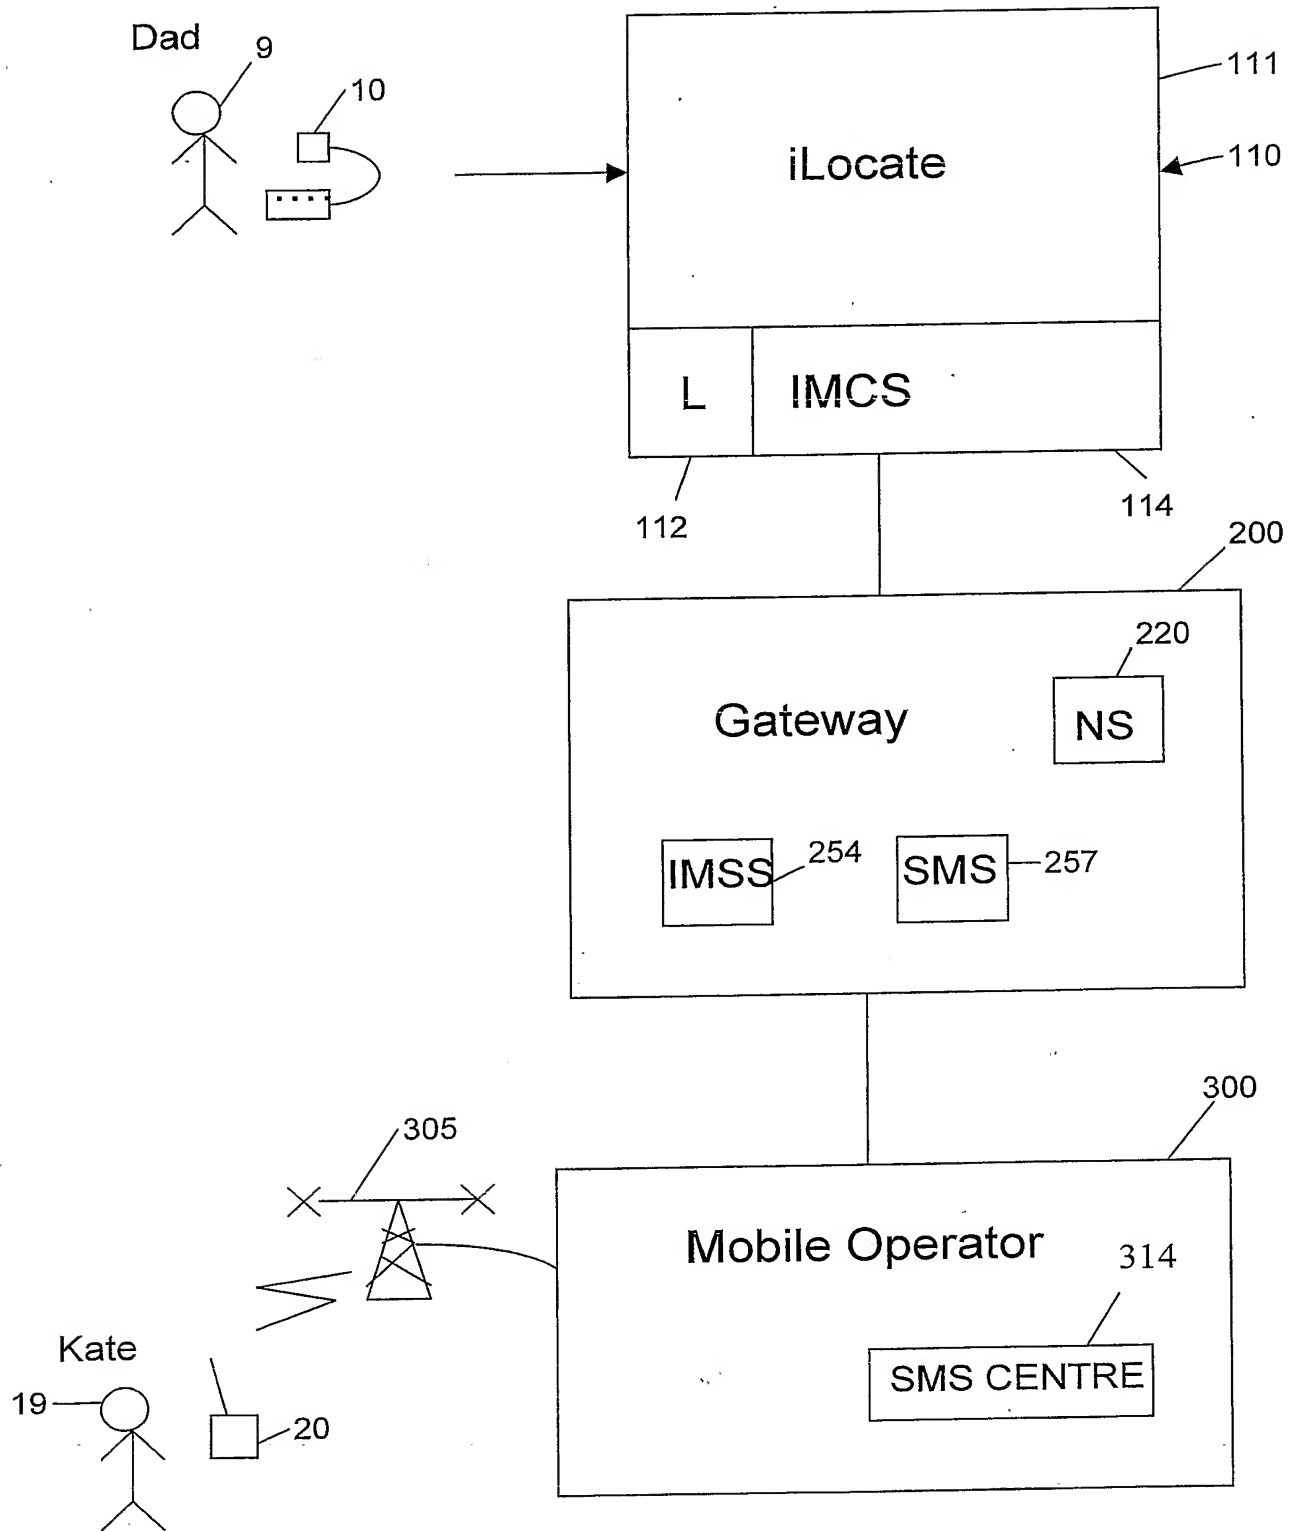 Dad
9
10
111
iLocate
110
L
IMCS
112
114
200
220
Gateway
NS
IMSS
254
SMS
257
300
305
Mobile Operator
314
Kate
SMS CENTRE
19
20